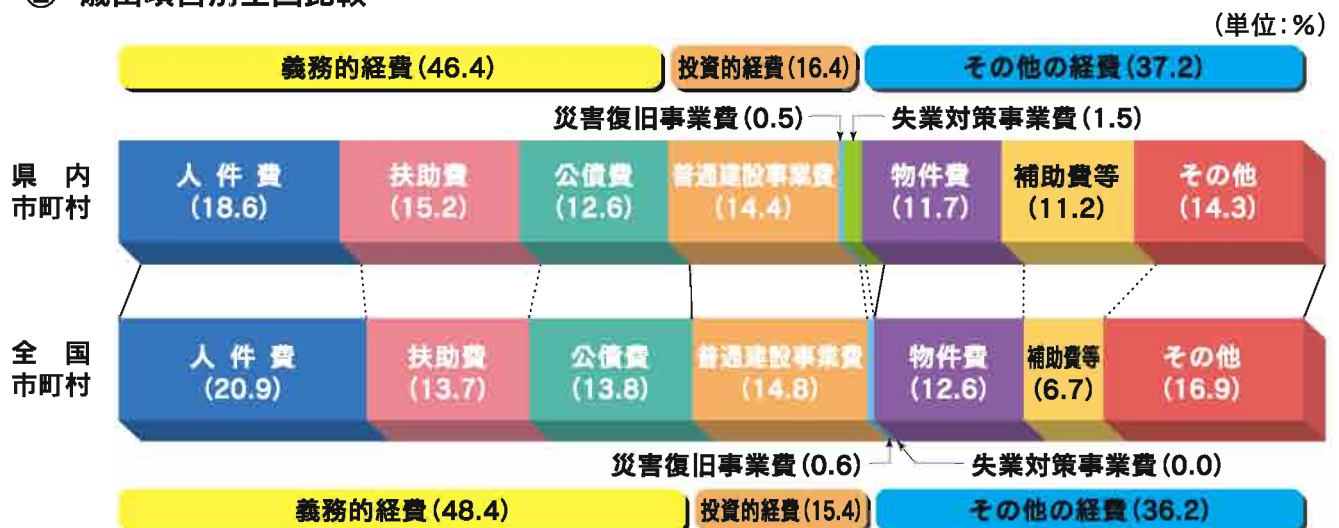 (単位:%)
義務的経費(46.4) 投資的経費(16.4) その他の経費(37.2)
災害復旧事業費(0.5) 失業対策事業費(1.5)
県内
市町村
人件費
(18.6)
扶助費
(15.2)
公債費
(12.6)
普通建設事業費
(14.4)
物件費
(11.7)
補助費等
(11.2)
その他
(14.3)
全国
市町村
人件費
(20.9)
扶助費
(13.7)
公債費
(13.8)
普通建設事業費
(14.8)
物件費
(12.6)
補助費等
(6.7)
その他
(16.9)
災害復旧事業費(0.6) 失業対策事業費(0.0)
義務的経費(48.4) 投資的経費(15.4) その他の経費(36.2)